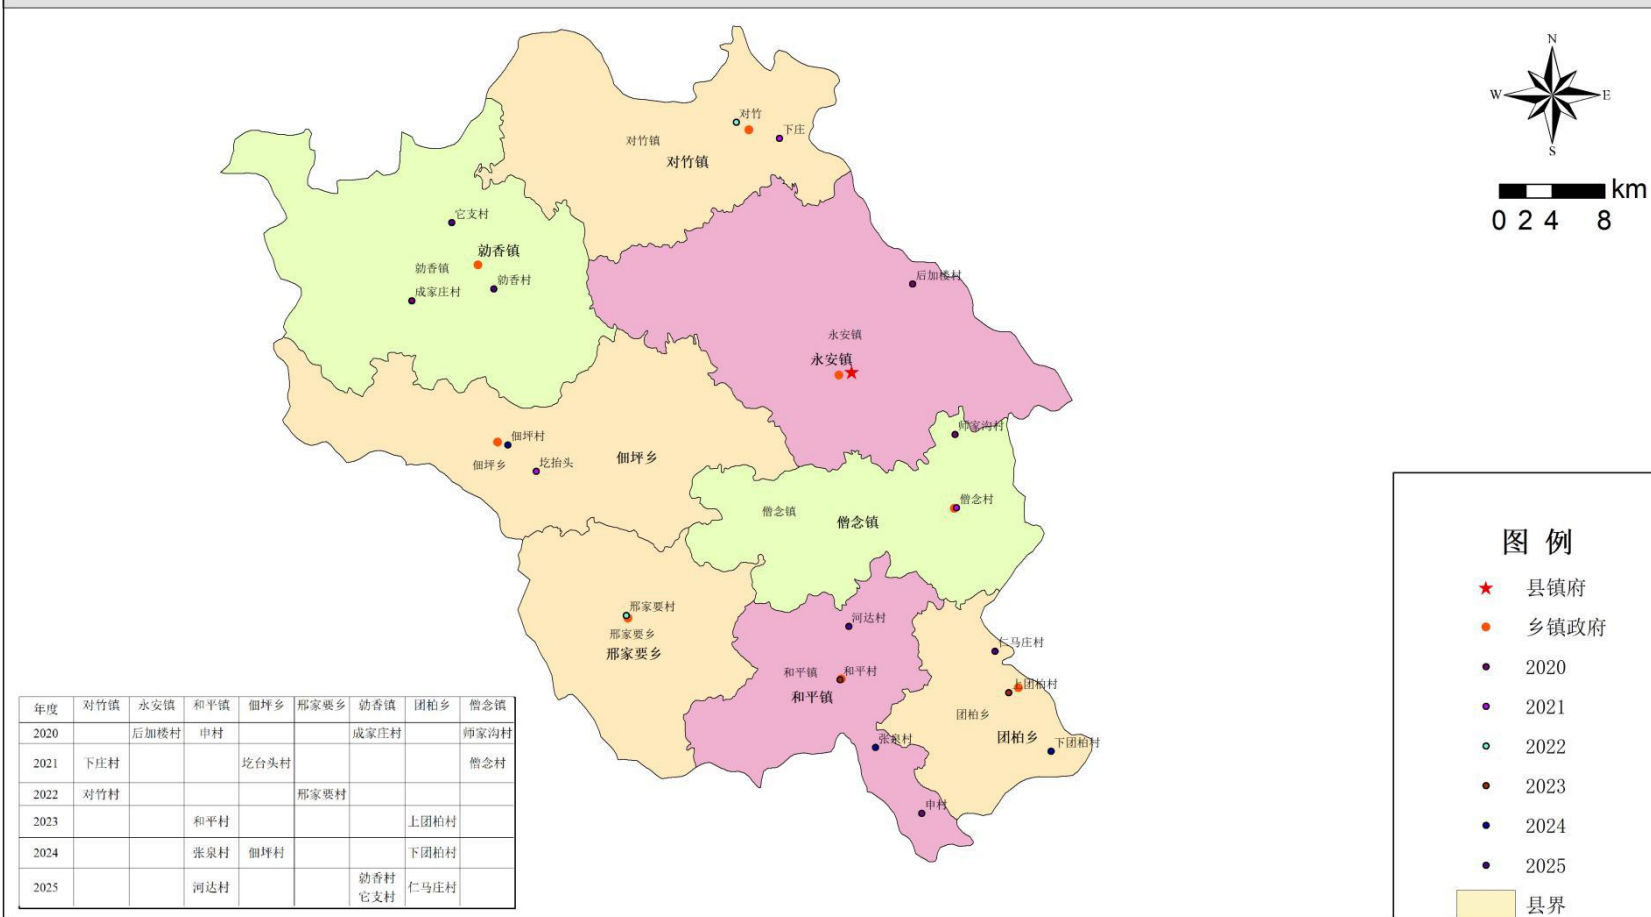 N
W E
S
km
0 2 4 8
对竹
下庄
对竹镇
对竹镇
它支村
勍香镇
勍香镇
勍香村
成家庄村
后加楼村
永安镇
永安镇
师家沟村
佃坪村
佃坪乡
圪抬头
佃坪乡
僧念村
僧念镇
僧念镇
邢家要村
邢家要乡
邢家要乡
河达村
和平镇
和平村
和平镇
仁马庄村
上团柏村
团柏乡
团柏乡
张泉村
下团柏村
申村
图 例
县镇府
乡镇政府
2020
2021
2022
2023
2024
2025
县界
年度 对竹镇 永安镇 和平镇 佃坪乡 邢家要乡 勍香镇 团柏乡 僧念镇
2020 后加楼村 申村 成家庄村 师家沟村
2021 下庄村 圪台头村 僧念村
2022 对竹村 邢家要村
2023 和平村 上团柏村
2024 张泉村 佃坪村 下团柏村
2025 河达村 勍香村 仁马庄村
它支村